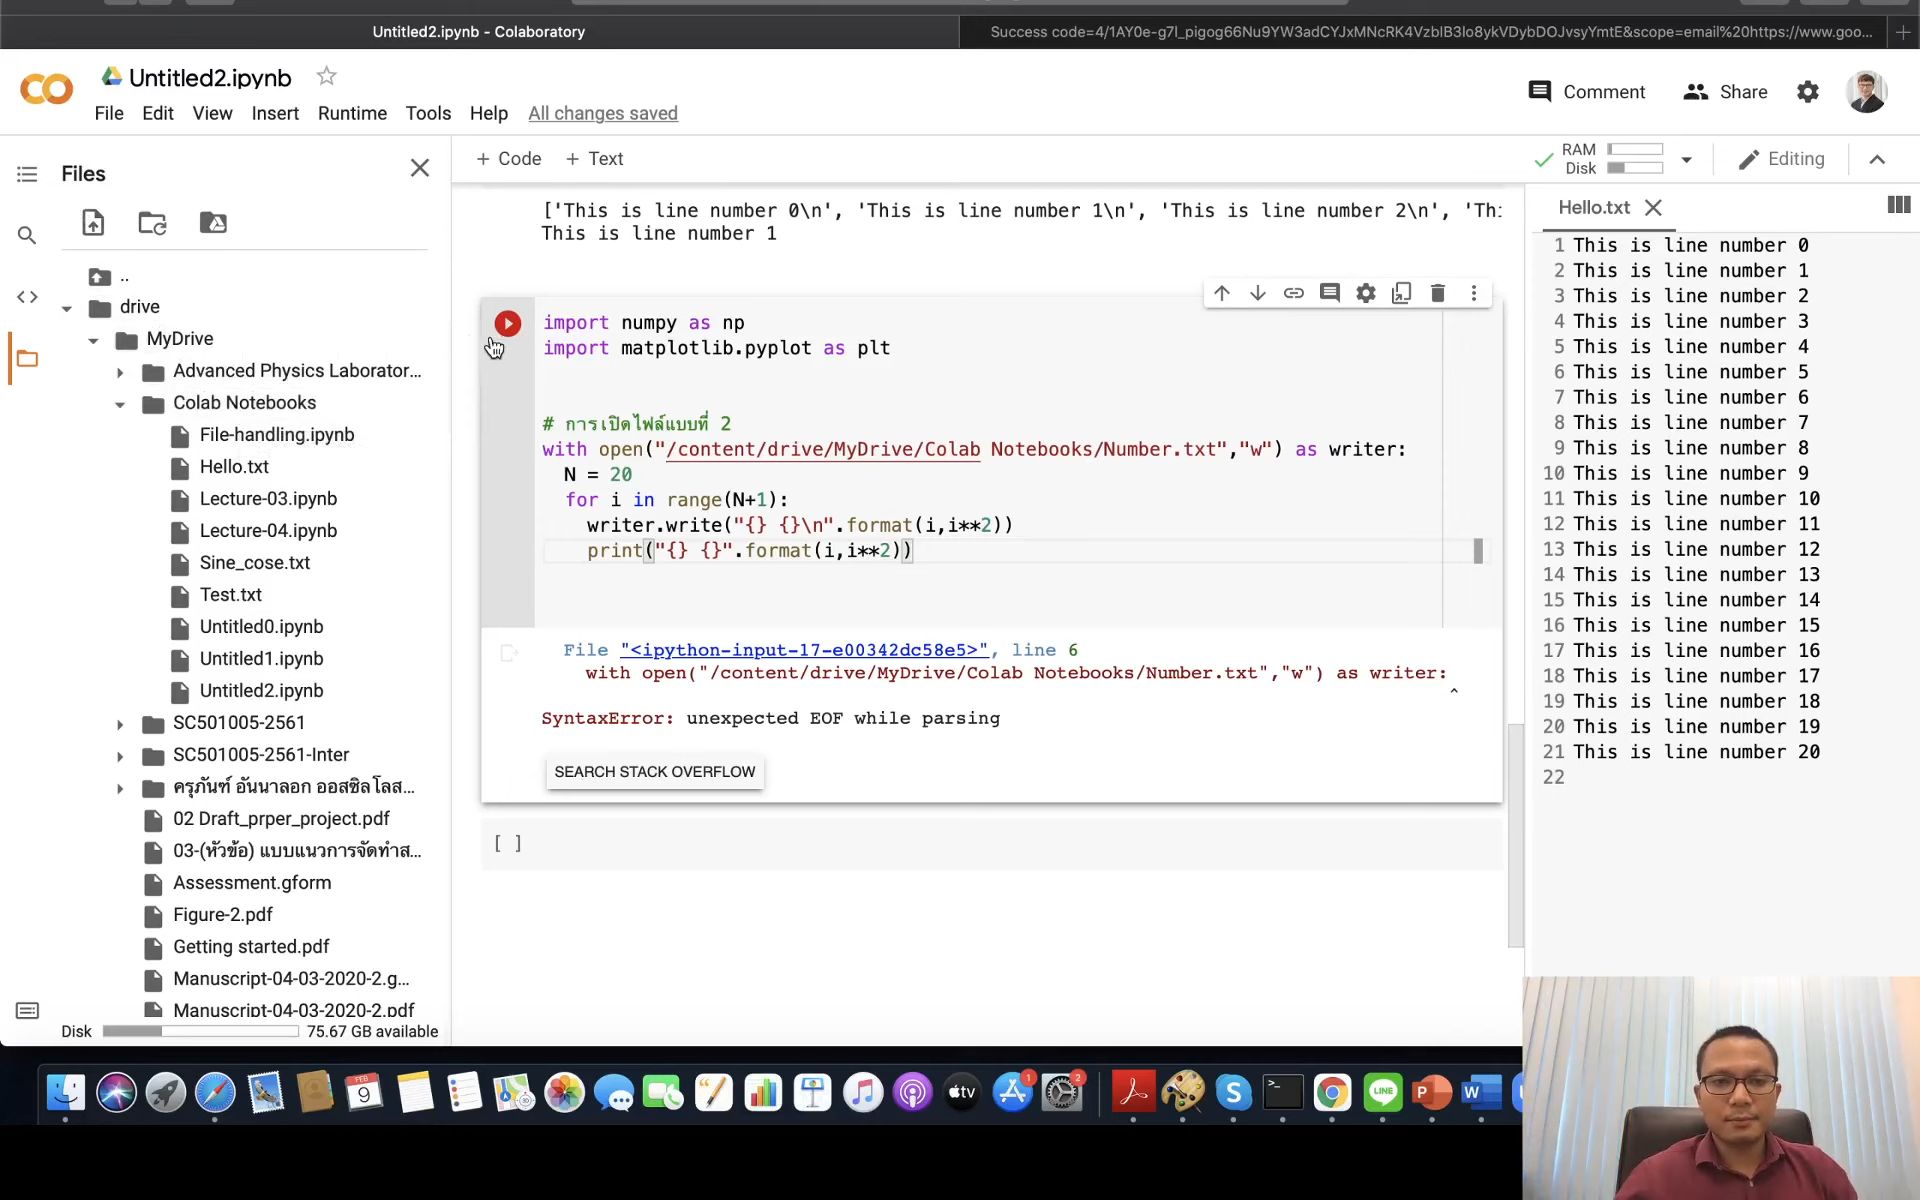 Untitled2.ipynb - Colaboratory
Success code=4/1AY0e-g7l_pigog66Nu9YW3adCYJxMNcRK4VzblB3lo8ykVDybDOJvsyYmtE&scope=email%20https://www.goo...
Untitled2.ipynb
File Edit View Insert Runtime Tools Help All changes saved
Comment Share
Files
+ Code + Text
RAM
Disk
Editing
..
drive
MyDrive
Advanced Physics Laborator...
Colab Notebooks
File-handling.ipynb
Hello.txt
Lecture-03.ipynb
Lecture-04.ipynb
Sine_cose.txt
Test.txt
Untitled0.ipynb
Untitled1.ipynb
Untitled2.ipynb
SC501005-2561
SC501005-2561-Inter
ครุภันฑ์ อันนาลอก ออสซิลโลส...
02 Draft_prper_project.pdf
03-(หัวข้อ) แบบแนวการจัดทำส...
Assessment.gform
Figure-2.pdf
Getting started.pdf
Manuscript-04-03-2020-2.g...
Manuscript-04-03-2020-2.pdf
Disk 75.67 GB available
['This is line number 0\n', 'This is line number 1\n', 'This is line number 2\n', 'Thi
This is line number 1
import numpy as np
import matplotlib.pyplot as plt
# การเปิดไฟล์แบบที่ 2
with open("/content/drive/MyDrive/Colab Notebooks/Number.txt","w") as writer:
N = 20
for i in range(N+1):
writer.write("{} {}\n".format(i,i**2))
print("{} {}".format(i,i**2))
File "<ipython-input-17-e00342dc58e5>", line 6
with open("/content/drive/MyDrive/Colab Notebooks/Number.txt","w") as writer:
^
SyntaxError: unexpected EOF while parsing
SEARCH STACK OVERFLOW
[ ]
Hello.txt
1 This is line number 0
2 This is line number 1
3 This is line number 2
4 This is line number 3
5 This is line number 4
6 This is line number 5
7 This is line number 6
8 This is line number 7
9 This is line number 8
10 This is line number 9
11 This is line number 10
12 This is line number 11
13 This is line number 12
14 This is line number 13
15 This is line number 14
16 This is line number 15
17 This is line number 16
18 This is line number 17
19 This is line number 18
20 This is line number 19
21 This is line number 20
22
FEB
9
tv
1
2
S
LINE
P
W